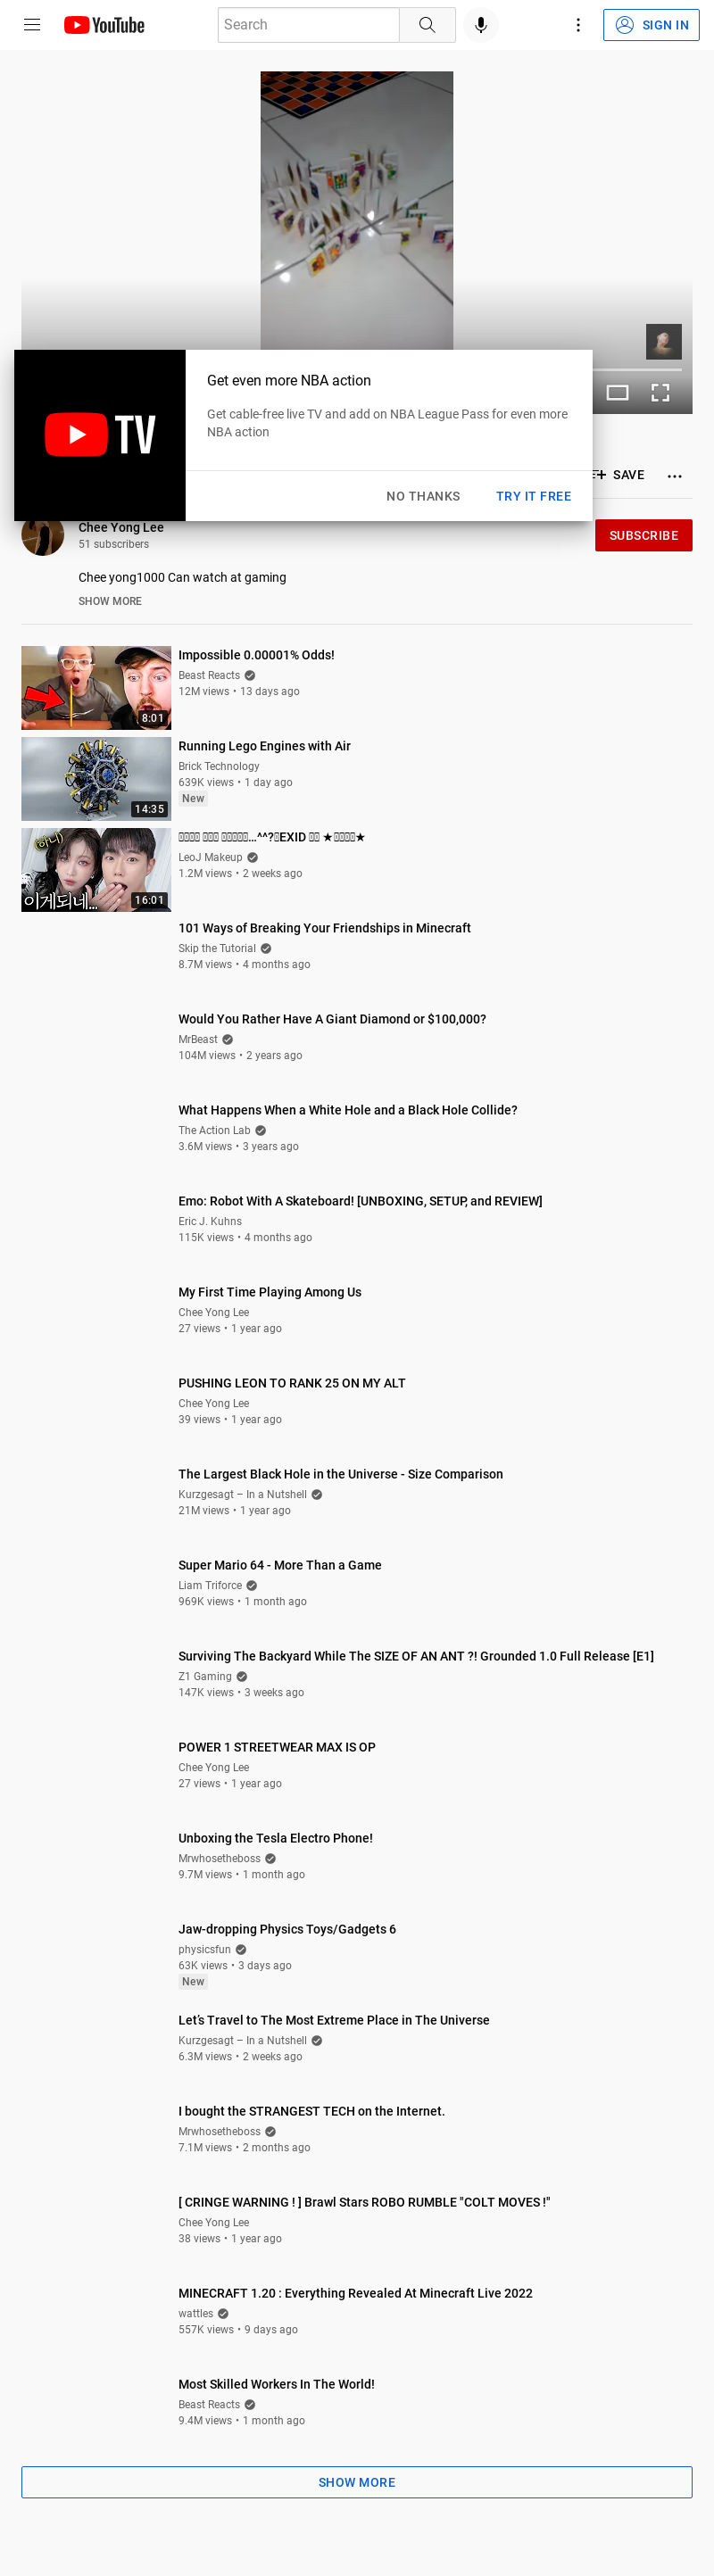 YouTube
Search
SIGN IN
TV
Get even more NBA action
Get cable-free live TV and add on NBA League Pass for even more
NBA action
NO THANKS
TRY IT FREE
SAVE
Chee Yong Lee
51 subscribers
SUBSCRIBE
Chee yong1000 Can watch at gaming
SHOW MORE
8:01
Impossible 0.00001% Odds!
Beast Reacts
12M views • 13 days ago
14:35
Running Lego Engines with Air
Brick Technology
639K views • 1 day ago
New
(하니)
이게되네...
16:01
...^^? EXID ★ ★
LeoJ Makeup
1.2M views • 2 weeks ago
101 Ways of Breaking Your Friendships in Minecraft
Skip the Tutorial
8.7M views • 4 months ago
Would You Rather Have A Giant Diamond or $100,000?
MrBeast
104M views • 2 years ago
What Happens When a White Hole and a Black Hole Collide?
The Action Lab
3.6M views • 3 years ago
Emo: Robot With A Skateboard! [UNBOXING, SETUP, and REVIEW]
Eric J. Kuhns
115K views • 4 months ago
My First Time Playing Among Us
Chee Yong Lee
27 views • 1 year ago
PUSHING LEON TO RANK 25 ON MY ALT
Chee Yong Lee
39 views • 1 year ago
The Largest Black Hole in the Universe - Size Comparison
Kurzgesagt – In a Nutshell
21M views • 1 year ago
Super Mario 64 - More Than a Game
Liam Triforce
969K views • 1 month ago
Surviving The Backyard While The SIZE OF AN ANT ?! Grounded 1.0 Full Release [E1]
Z1 Gaming
147K views • 3 weeks ago
POWER 1 STREETWEAR MAX IS OP
Chee Yong Lee
27 views • 1 year ago
Unboxing the Tesla Electro Phone!
Mrwhosetheboss
9.7M views • 1 month ago
Jaw-dropping Physics Toys/Gadgets 6
physicsfun
63K views • 3 days ago
New
Let’s Travel to The Most Extreme Place in The Universe
Kurzgesagt – In a Nutshell
6.3M views • 2 weeks ago
I bought the STRANGEST TECH on the Internet.
Mrwhosetheboss
7.1M views • 2 months ago
[ CRINGE WARNING ! ] Brawl Stars ROBO RUMBLE "COLT MOVES !"
Chee Yong Lee
38 views • 1 year ago
MINECRAFT 1.20 : Everything Revealed At Minecraft Live 2022
wattles
557K views • 9 days ago
Most Skilled Workers In The World!
Beast Reacts
9.4M views • 1 month ago
SHOW MORE